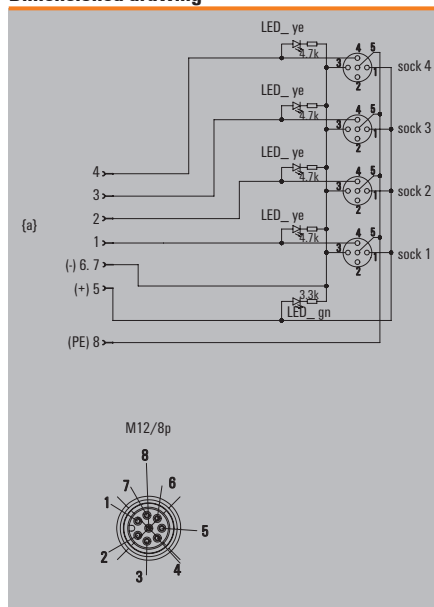 Dimensioned drawing
LED_ ye
4.7k
4 5
3 1
2
sock 4
LED_ ye
4.7k
4 5
3 1
2
sock 3
LED_ ye
4.7k
4 5
3 1
2
sock 2
LED_ ye
4.7k
4 5
3 1
2
sock 1
{a}
4
3
2
1
(-) 6. 7
(+) 5
3.3k
LED_ gn
(PE) 8
M12/8p
8
7 6
1
5
2
4
3